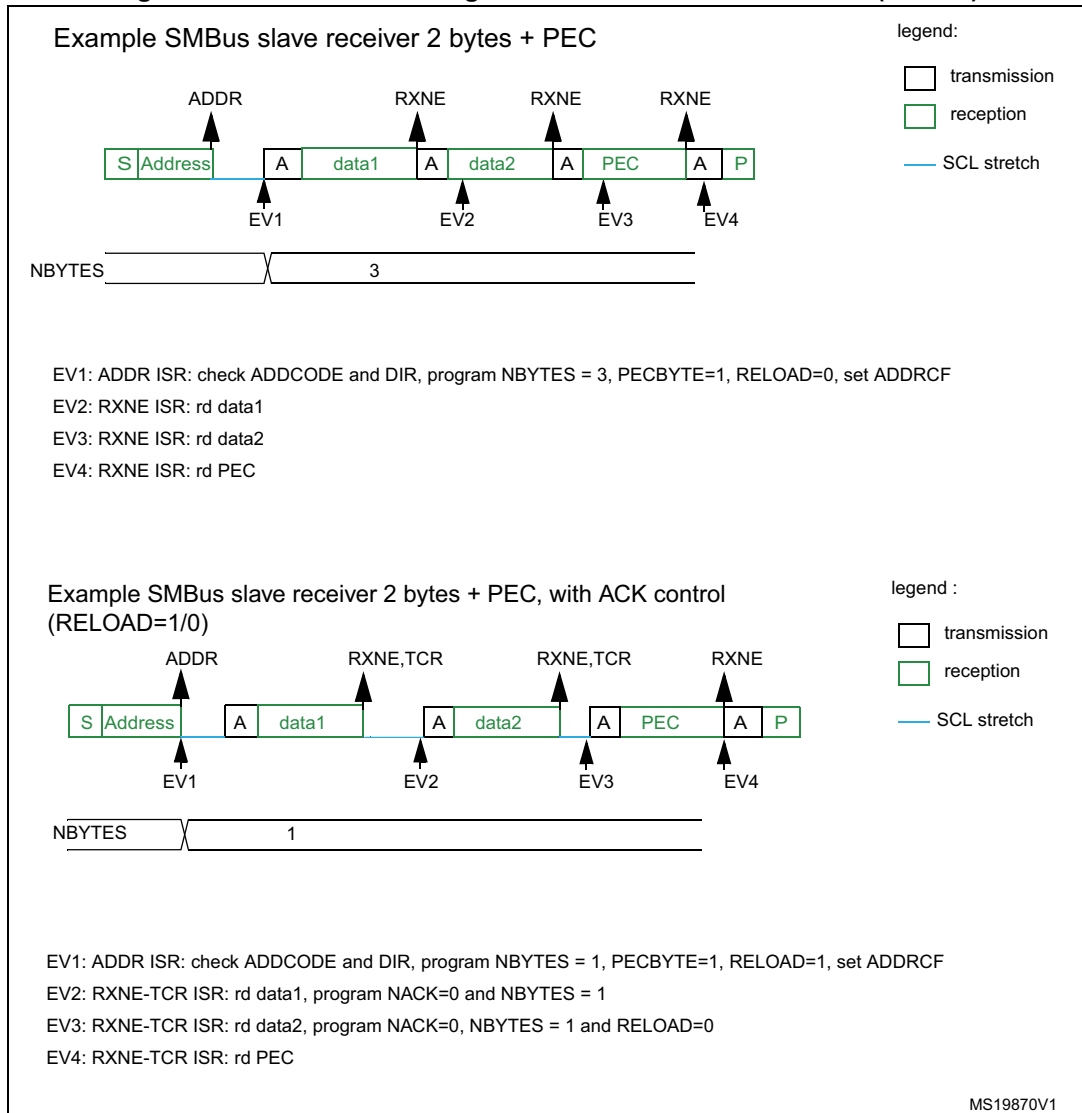 Example SMBus slave receiver 2 bytes + PEC
legend:
transmission
reception
SCL stretch
ADDR RXNE RXNE RXNE
S Address A data1 A data2 A PEC A P
EV1 EV2 EV3 EV4
NBYTES 3
EV1: ADDR ISR: check ADDCODE and DIR, program NBYTES = 3, PECBYTE=1, RELOAD=0, set ADDRCF
EV2: RXNE ISR: rd data1
EV3: RXNE ISR: rd data2
EV4: RXNE ISR: rd PEC
Example SMBus slave receiver 2 bytes + PEC, with ACK control
(RELOAD=1/0)
legend :
transmission
reception
SCL stretch
ADDR RXNE,TCR RXNE,TCR RXNE
S Address A data1 A data2 A PEC A P
EV1 EV2 EV3 EV4
NBYTES 1
EV1: ADDR ISR: check ADDCODE and DIR, program NBYTES = 1, PECBYTE=1, RELOAD=1, set ADDRCF
EV2: RXNE-TCR ISR: rd data1, program NACK=0 and NBYTES = 1
EV3: RXNE-TCR ISR: rd data2, program NACK=0, NBYTES = 1 and RELOAD=0
EV4: RXNE-TCR ISR: rd PEC
MS19870V1